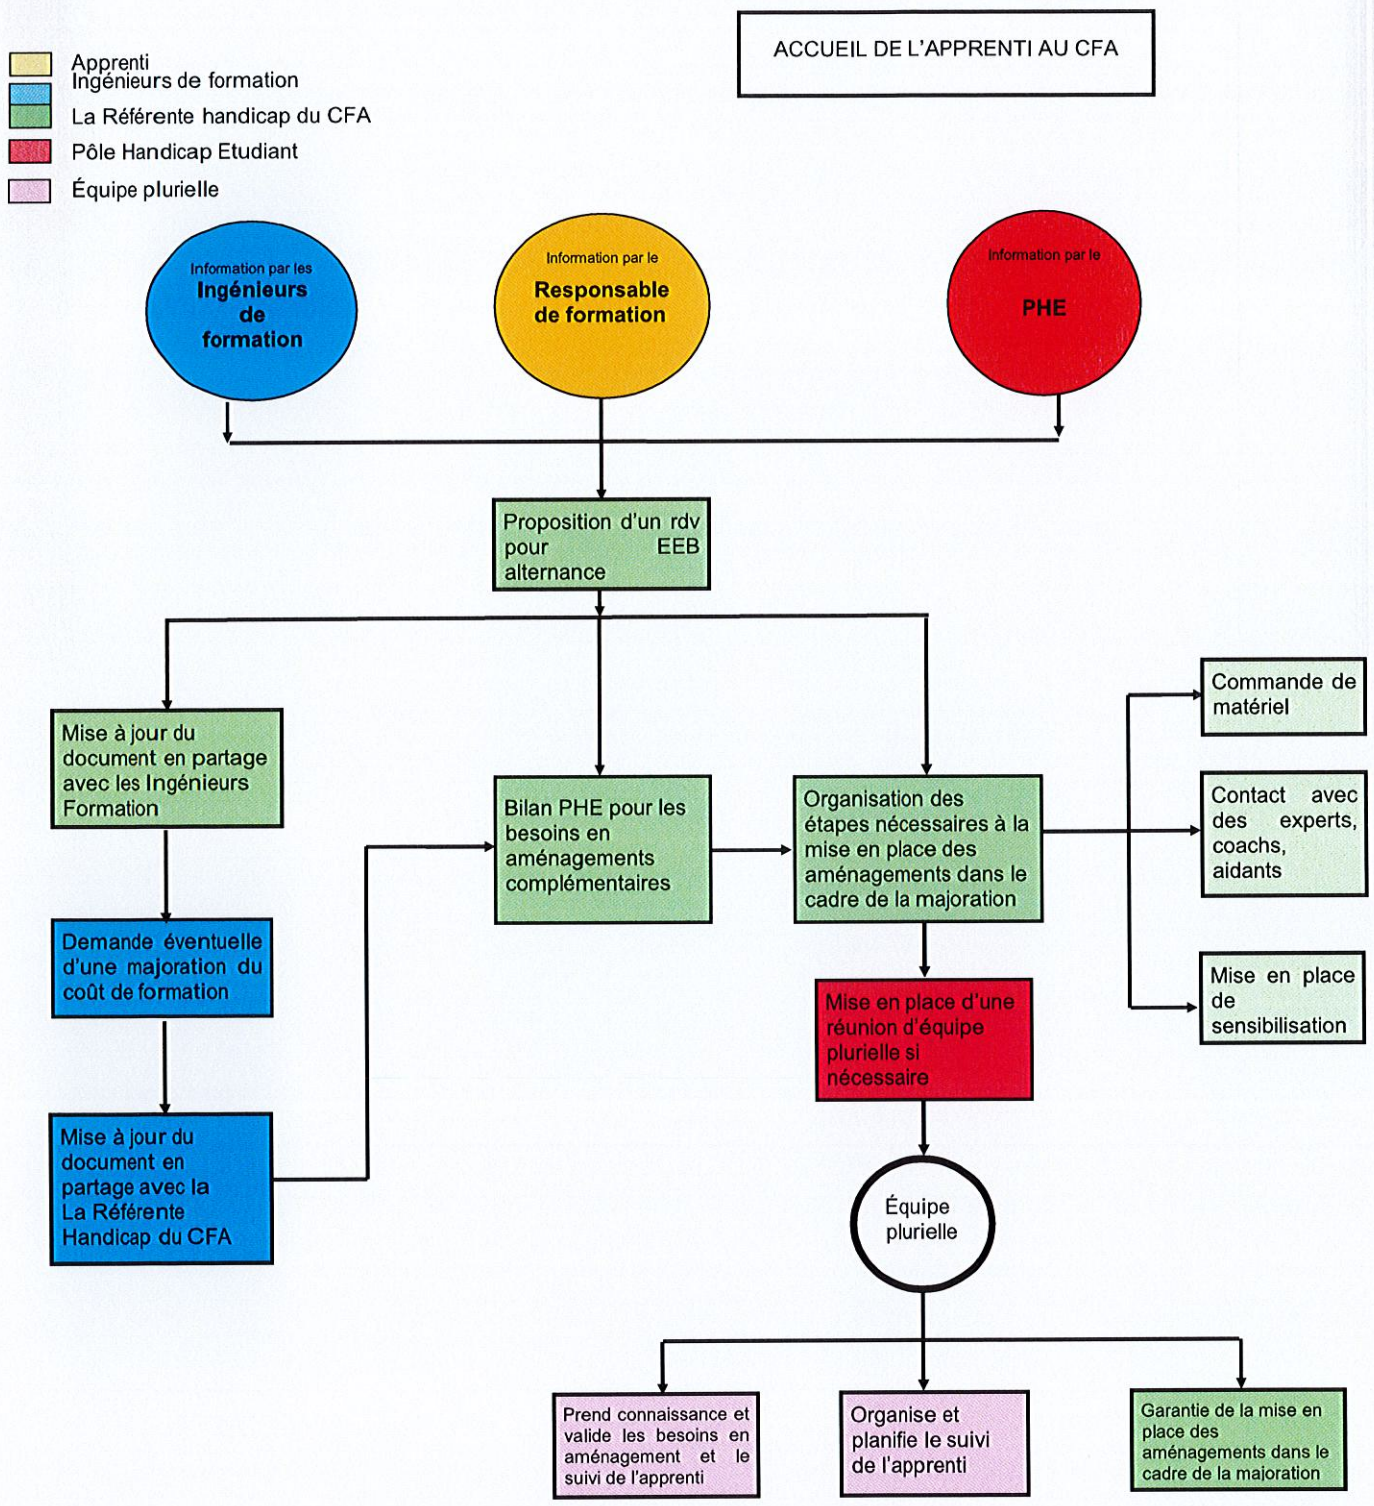 ACCUEIL DE L'APPRENTI AU CFA
Apprenti
Ingénieurs de formation
La Référente handicap du CFA
Pôle Handicap Etudiant
Équipe plurielle
Information par les
Ingénieurs
de
formation
Information par le
Responsable
de formation
Information par le
PHE
Proposition d'un rdv
pour EEB
alternance
Mise à jour du
document en partage
avec les Ingénieurs
Formation
Demande éventuelle
d'une majoration du
coût de formation
Mise à jour du
document en
partage avec la
La Référente
Handicap du CFA
Bilan PHE pour les
besoins en
aménagements
complémentaires
Organisation des
étapes nécessaires à la
mise en place des
aménagements dans le
cadre de la majoration
Commande de
matériel
Contact avec
des experts,
coachs,
aidants
Mise en place
de
sensibilisation
Mise en place d'une
réunion d'équipe
plurielle si
nécessaire
Équipe
plurielle
Prend connaissance et
valide les besoins en
aménagement et le
suivi de l'apprenti
Organise et
planifie le suivi
de l'apprenti
Garantie de la mise en
place des
aménagements dans le
cadre de la majoration